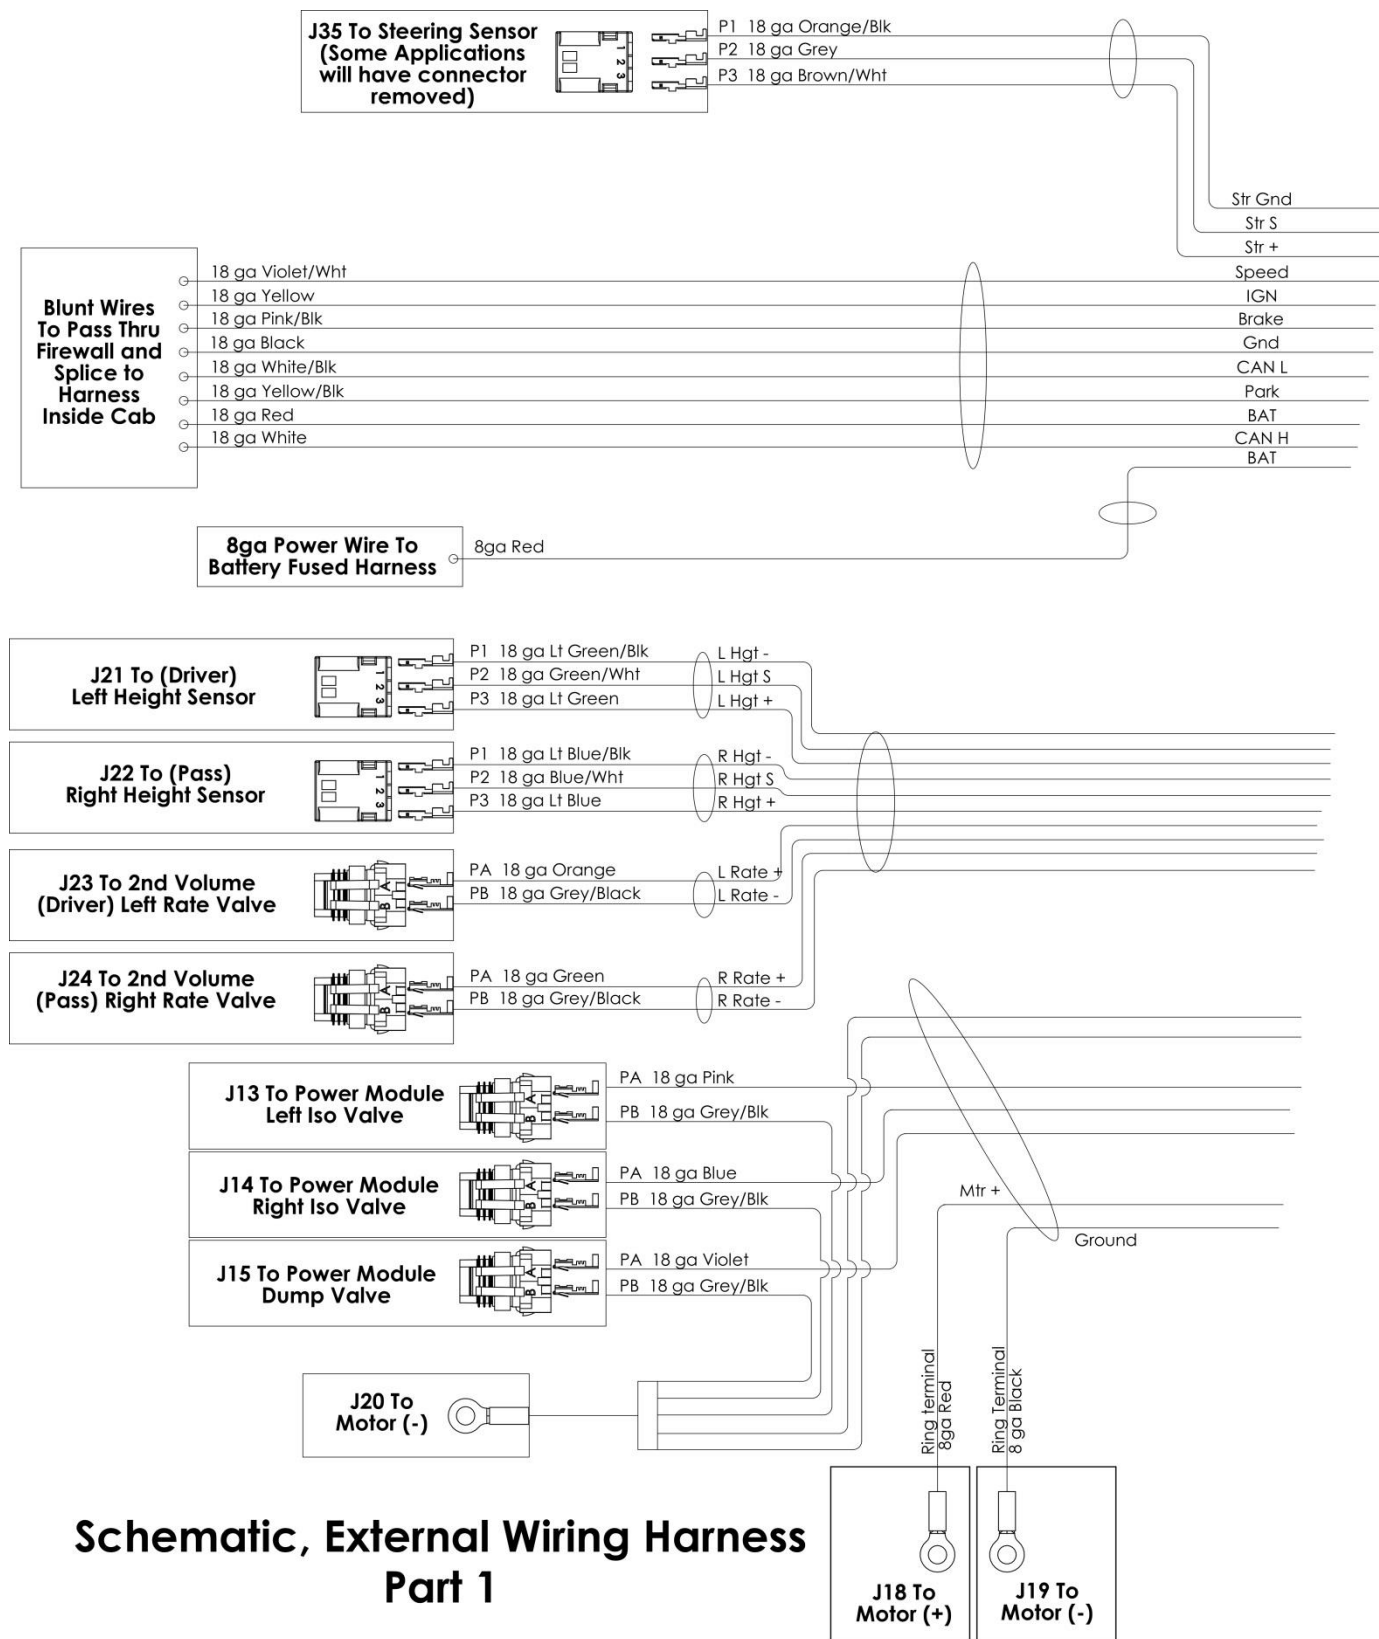 J35 To Steering Sensor
(Some Applications
will have connector
removed)
1
2
3
P1 18 ga Orange/Blk
P2 18 ga Grey
P3 18 ga Brown/Wht
Str Gnd
Str S
Str +
Blunt Wires
To Pass Thru
Firewall and
Splice to
Harness
Inside Cab
18 ga Violet/Wht
18 ga Yellow
18 ga Pink/Blk
18 ga Black
18 ga White/Blk
18 ga Yellow/Blk
18 ga Red
18 ga White
Speed
IGN
Brake
Gnd
CAN L
Park
BAT
CAN H
BAT
8ga Power Wire To
Battery Fused Harness
8ga Red
J21 To (Driver)
Left Height Sensor
1
2
3
P1 18 ga Lt Green/Blk
P2 18 ga Green/Wht
P3 18 ga Lt Green
L Hgt -
L Hgt S
L Hgt +
J22 To (Pass)
Right Height Sensor
1
2
3
P1 18 ga Lt Blue/Blk
P2 18 ga Blue/Wht
P3 18 ga Lt Blue
R Hgt -
R Hgt S
R Hgt +
J23 To 2nd Volume
(Driver) Left Rate Valve
A
B
PA 18 ga Orange
PB 18 ga Grey/Black
L Rate +
L Rate -
J24 To 2nd Volume
(Pass) Right Rate Valve
A
B
PA 18 ga Green
PB 18 ga Grey/Black
R Rate +
R Rate -
J13 To Power Module
Left Iso Valve
A
B
PA 18 ga Pink
PB 18 ga Grey/Blk
J14 To Power Module
Right Iso Valve
A
B
PA 18 ga Blue
PB 18 ga Grey/Blk
J15 To Power Module
Dump Valve
A
B
PA 18 ga Violet
PB 18 ga Grey/Blk
Mtr +
Ground
J20 To
Motor (-)
Ring terminal
8ga Red
Ring Terminal
8 ga Black
J18 To
Motor (+)
J19 To
Motor (-)
Schematic, External Wiring Harness
Part 1